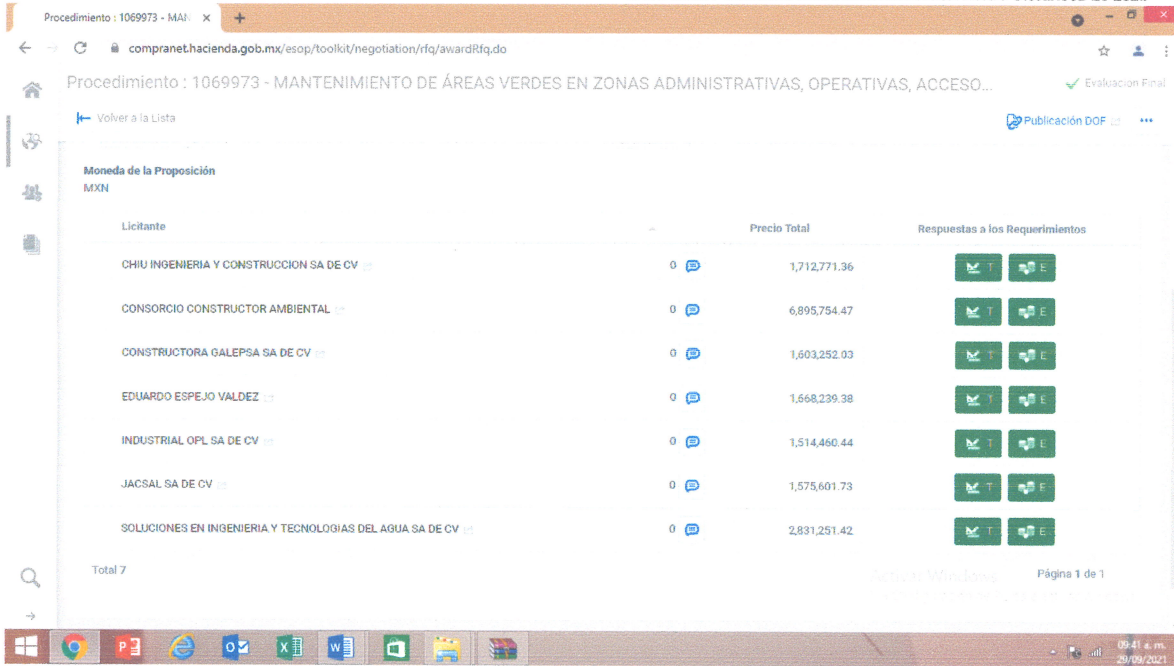 Procedimiento : 1069973 - MAN
compranet.hacienda.gob.mx/esop/toolkit/negotiation/rfq/awardRfq.do
Procedimiento : 1069973 - MANTENIMIENTO DE ÁREAS VERDES EN ZONAS ADMINISTRATIVAS, OPERATIVAS, ACCESO...
Evaluación Final
Volver a la Lista
Publicación DOF
Moneda de la Proposición
MXN
Licitante Precio Total Respuestas a los Requerimientos
CHIU INGENIERIA Y CONSTRUCCION SA DE CV 0 1,712,771.36 T E
CONSORCIO CONSTRUCTOR AMBIENTAL 0 6,895,754.47 T E
CONSTRUCTORA GALEPSA SA DE CV 0 1,603,252.03 T E
EDUARDO ESPEJO VALDEZ 0 1,668,239.38 T E
INDUSTRIAL OPL SA DE CV 0 1,514,460.44 T E
JACSAL SA DE CV 0 1,575,601.73 T E
SOLUCIONES EN INGENIERIA Y TECNOLOGIAS DEL AGUA SA DE CV 0 2,831,251.42 T E
Total 7
Activar Windows
Página 1 de 1
09:41 a. m.
29/09/2021